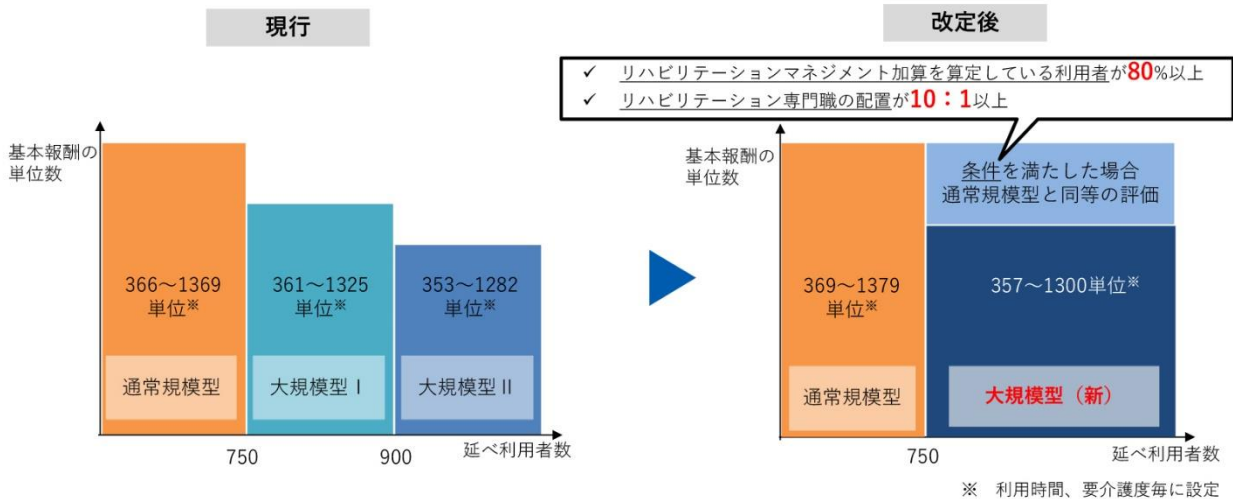 現行
基本報酬の
単位数
366～1369
単位※
通常規模型
361～1325
単位※
大規模型Ⅰ
353～1282
単位※
大規模型Ⅱ
750
900
延べ利用者数
改定後
✓ リハビリテーションマネジメント加算を算定している利用者が80%以上
✓ リハビリテーション専門職の配置が10：1以上
基本報酬の
単位数
条件を満たした場合
通常規模型と同等の評価
369～1379
単位※
通常規模型
357～1300単位※
大規模型（新）
750
延べ利用者数
※ 利用時間、要介護度毎に設定